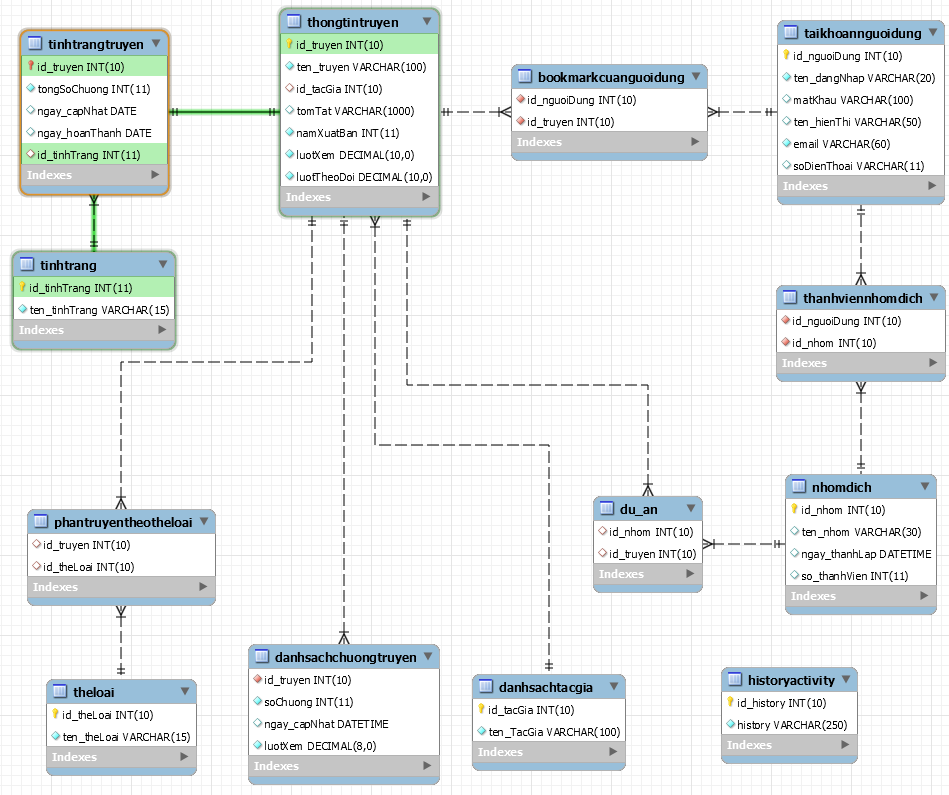 tinhtrangtruyen
id_truyen INT(10)
tongSoChuong INT(11)
ngay_capNhat DATE
ngay_hoanThanh DATE
id_tinhTrang INT(11)
Indexes
tinhtrang
id_tinhTrang INT(11)
ten_tinhTrang VARCHAR(15)
Indexes
thongtintruyen
id_truyen INT(10)
ten_truyen VARCHAR(100)
id_tacGia INT(10)
tomTat VARCHAR(1000)
namXuatBan INT(11)
luotXem DECIMAL(10,0)
luotTheoDoi DECIMAL(10,0)
Indexes
bookmarkcuanguoidung
id_nguoiDung INT(10)
id_truyen INT(10)
Indexes
taikhoannguoidung
id_nguoiDung INT(10)
ten_dangNhap VARCHAR(20)
matKhau VARCHAR(100)
ten_hienThi VARCHAR(50)
email VARCHAR(60)
soDienThoai VARCHAR(11)
Indexes
thanhviennhomdich
id_nguoiDung INT(10)
id_nhom INT(10)
Indexes
nhomdich
id_nhom INT(10)
ten_nhom VARCHAR(30)
ngay_thanhLap DATETIME
so_thanhVien INT(11)
Indexes
du_an
id_nhom INT(10)
id_truyen INT(10)
Indexes
phantruyentheotheloai
id_truyen INT(10)
id_theLoai INT(10)
Indexes
theloai
id_theLoai INT(10)
ten_theLoai VARCHAR(15)
Indexes
danhsachchuongtruyen
id_truyen INT(10)
soChuong INT(11)
ngay_capNhat DATETIME
luotXem DECIMAL(8,0)
Indexes
danhsachtacgia
id_tacGia INT(10)
ten_TacGia VARCHAR(100)
Indexes
historyactivity
id_history INT(10)
history VARCHAR(250)
Indexes